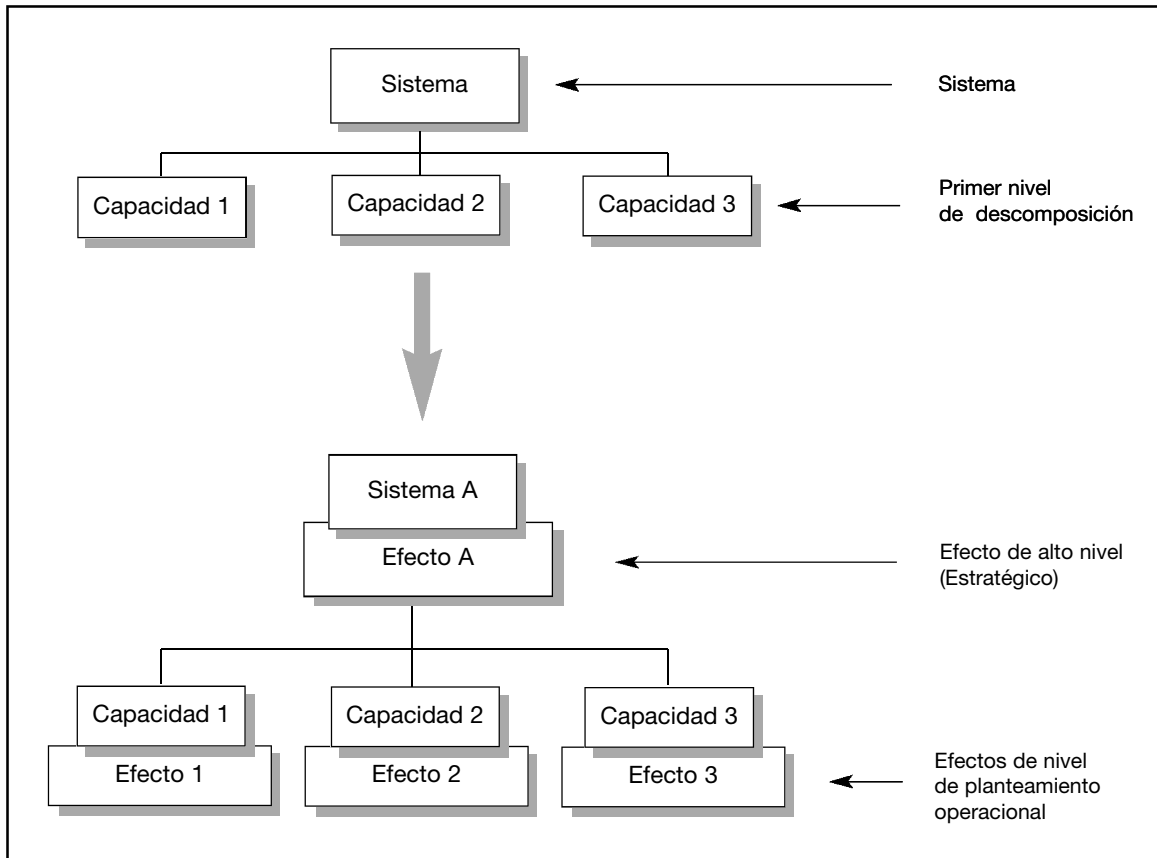 Sistema
Sistema
Capacidad 1
Capacidad 2
Capacidad 3
Primer nivel
de descomposición
Sistema A
Efecto A
Efecto de alto nivel
(Estratégico)
Capacidad 1
Capacidad 2
Capacidad 3
Efecto 1
Efecto 2
Efecto 3
Efectos de nivel
de planteamiento
operacional